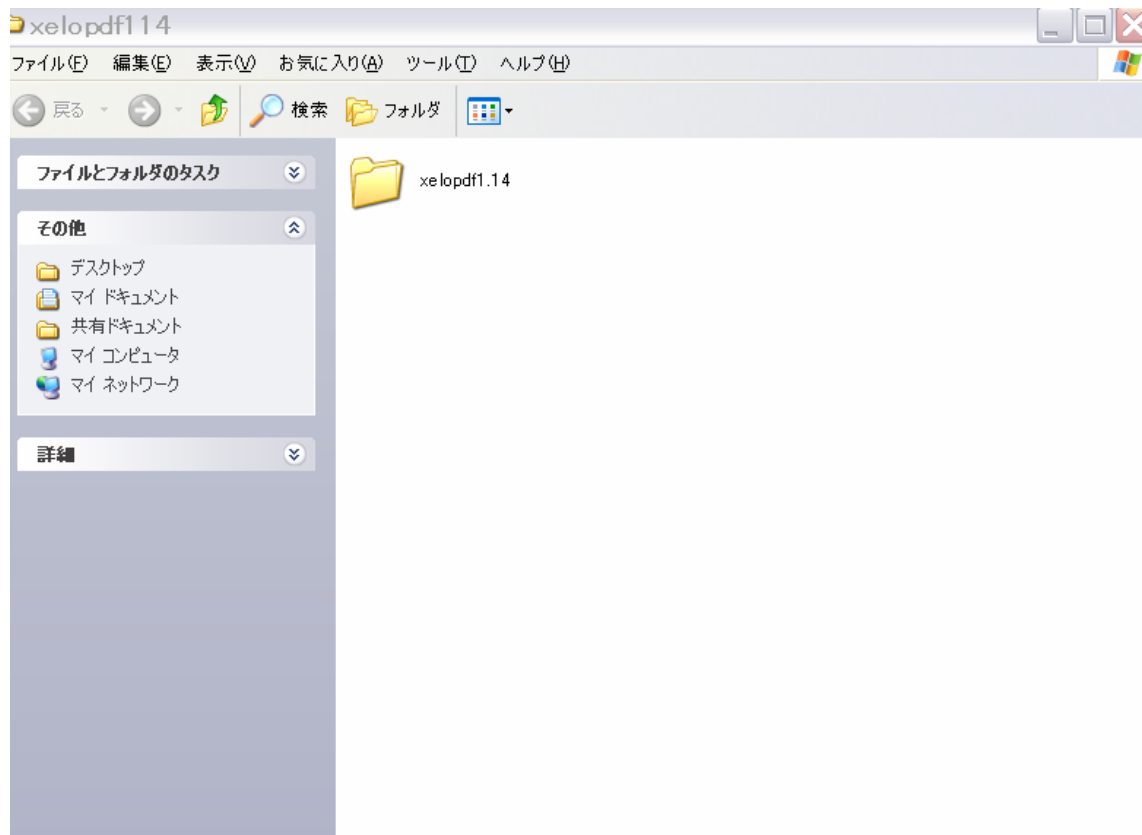 xelopdf114
ファイル(F) 編集(E) 表示(V) お気に入り(A) ツール(T) ヘルプ(H)
戻る 検索 フォルダ
ファイルとフォルダのタスク
xelopdf1.14
その他
デスクトップ
マイ ドキュメント
共有ドキュメント
マイ コンピュータ
マイ ネットワーク
詳細